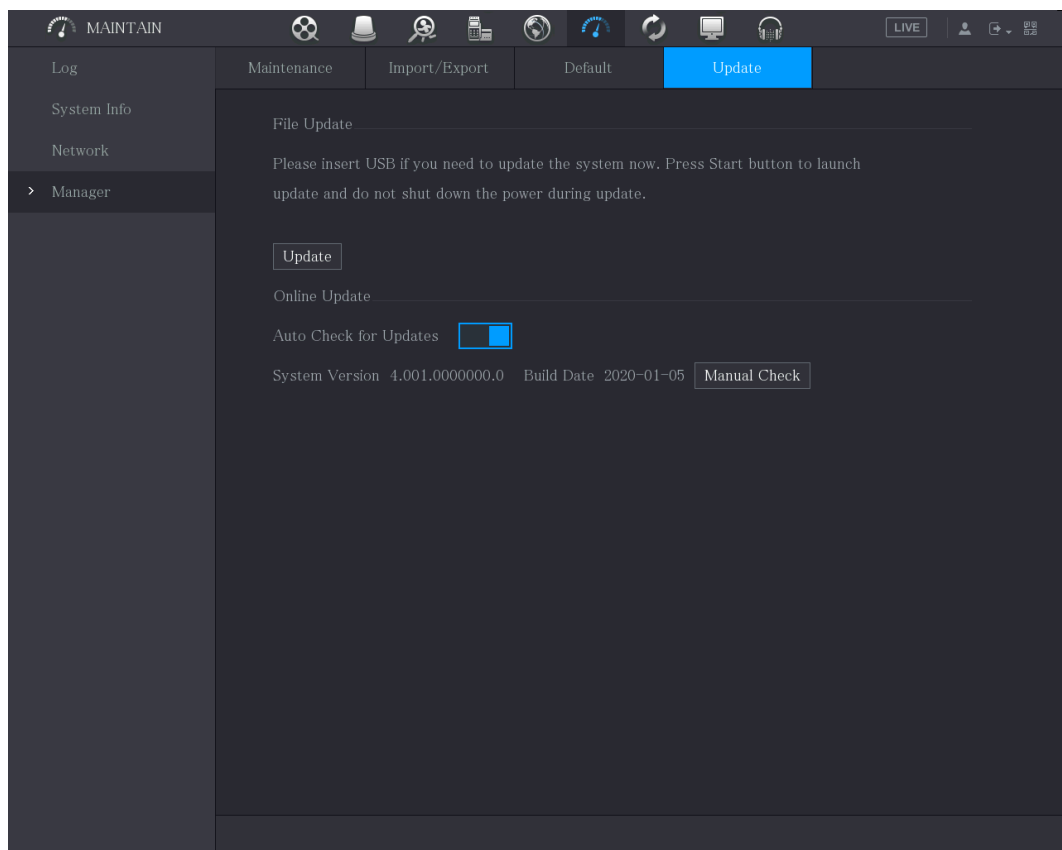 MAINTAIN
LIVE
Log
System Info
Network
Manager
Maintenance
Import/Export
Default
Update
File Update
Please insert USB if you need to update the system now. Press Start button to launch
update and do not shut down the power during update.
Update
Online Update
Auto Check for Updates
System Version 4.001.0000000.0 Build Date 2020-01-05 Manual Check